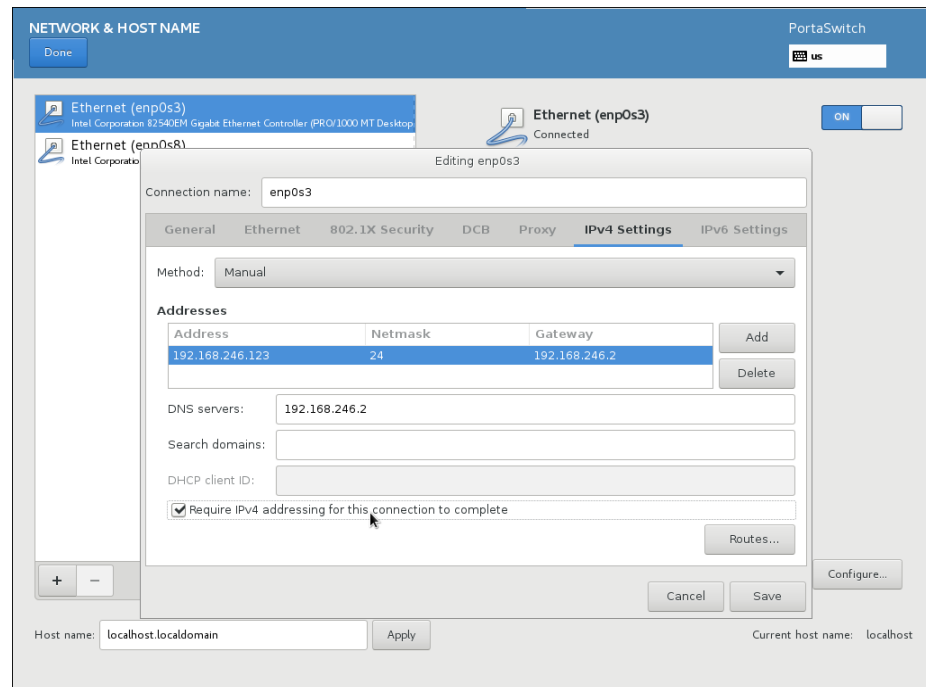 NETWORK & HOST NAME
PortaSwitch
Done
us
Ethernet (enp0s3)
Intel Corporation 82540EM Gigabit Ethernet Controller (PRO/1000 MT Desktop
Ethernet (enp0s3)
Connected
ON
Ethernet (enp0s8)
Intel Corporatio
Editing enp0s3
Connection name: enp0s3
General Ethernet 802.1X Security DCB Proxy IPv4 Settings IPv6 Settings
Method: Manual
Addresses
Address Netmask Gateway
192.168.246.123 24 192.168.246.2
Add
Delete
DNS servers: 192.168.246.2
Search domains:
DHCP client ID:
Require IPv4 addressing for this connection to complete
Routes...
+ −
Configure...
Cancel Save
Host name: localhost.localdomain Apply Current host name: localhost